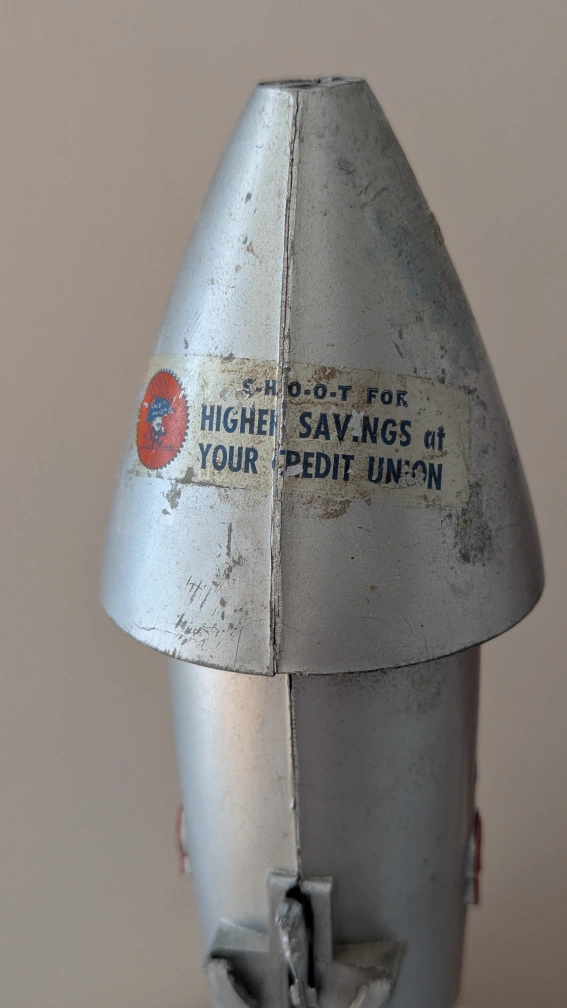 S-H-O-O-T FOR
HIGHER SAVINGS at
YOUR CREDIT UNION